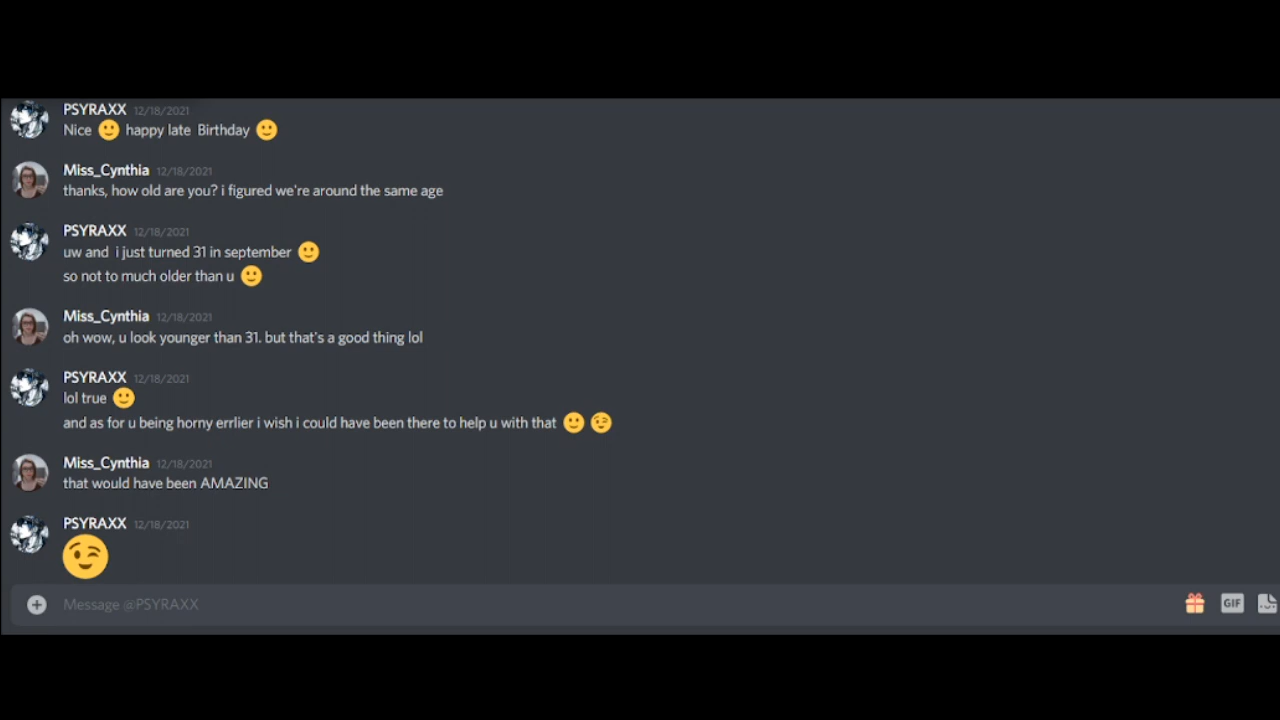 PSYRAXX 12/18/2021
Nice 🙂 happy late Birthday 🙂
Miss_Cynthia 12/18/2021
thanks, how old are you? i figured we're around the same age
PSYRAXX 12/18/2021
uw and i just turned 31 in september 🙂
so not to much older than u 🙂
Miss_Cynthia 12/18/2021
oh wow, u look younger than 31. but that's a good thing lol
PSYRAXX 12/18/2021
lol true 🙂
and as for u being horny errlier i wish i could have been there to help u with that 🙂 😉
Miss_Cynthia 12/18/2021
that would have been AMAZING
PSYRAXX 12/18/2021
😉
Message @PSYRAXX
GIF